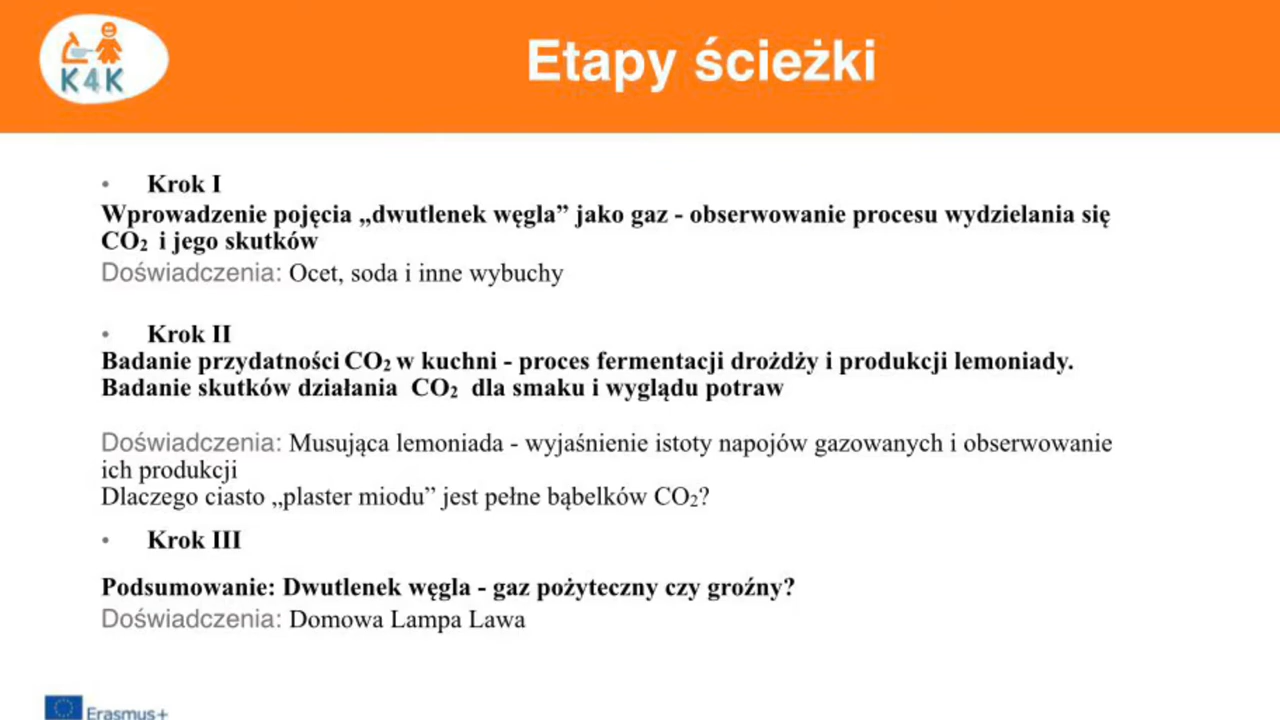 K4K
Etapy ścieżki
• Krok I
Wprowadzenie pojęcia „dwutlenek węgla” jako gaz - obserwowanie procesu wydzielania się
CO₂ i jego skutków
Doświadczenia: Ocet, soda i inne wybuchy
• Krok II
Badanie przydatności CO₂ w kuchni - proces fermentacji drożdży i produkcji lemoniady.
Badanie skutków działania CO₂ dla smaku i wyglądu potraw
Doświadczenia: Musująca lemoniada - wyjaśnienie istoty napojów gazowanych i obserwowanie
ich produkcji
Dlaczego ciasto „plaster miodu” jest pełne bąbelków CO₂?
• Krok III
Podsumowanie: Dwutlenek węgla - gaz pożyteczny czy groźny?
Doświadczenia: Domowa Lampa Lawa
Erasmus+